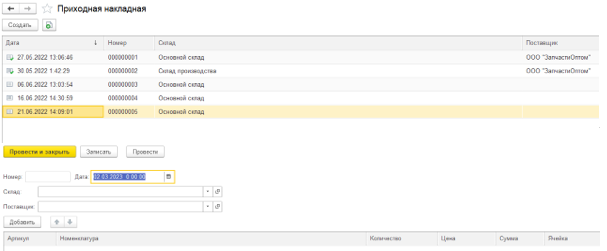 Приходная накладная
Создать
Дата ↓ Номер Склад Поставщик
27.05.2022 13:06:46 000000001 Основной склад ООО "ЗапчастиОптом"
30.05.2022 1:42:29 000000002 Склад производства ООО "ЗапчастиОптом"
06.06.2022 13:03:54 000000003 Основной склад
16.06.2022 14:30:59 000000004 Основной склад
21.06.2022 14:09:01 000000005 Основной склад
Провести и закрыть Записать Провести
Номер: Дата: 02.03.2023 0:00:00
Склад:
Поставщик:
Добавить
Артикул Номенклатура Количество Цена Сумма Ячейка